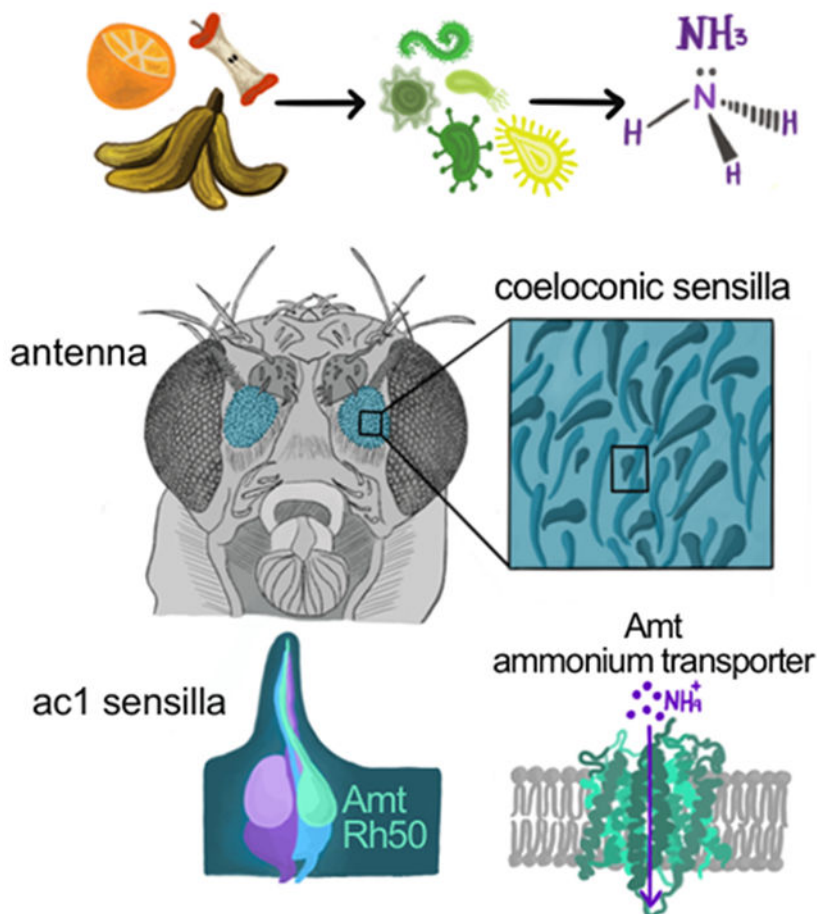 NH₃
N
H
H
H
coeloconic sensilla
antenna
Amt
ammonium transporter
NH₄⁺
ac1 sensilla
Amt
Rh50